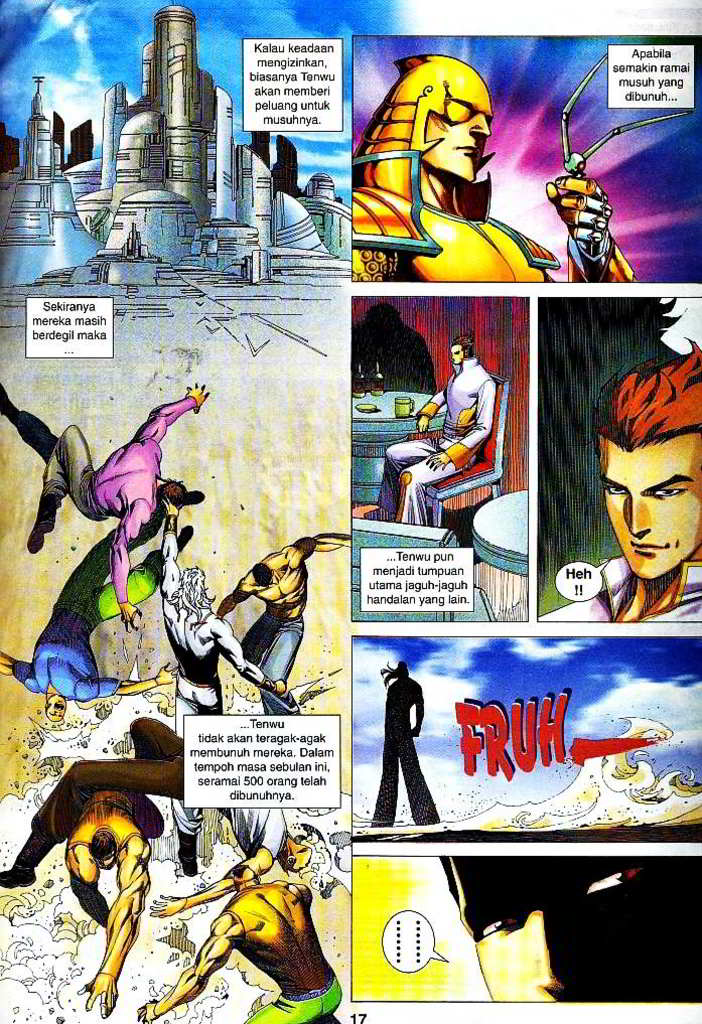 Kalau keadaan
mengizinkan,
biasanya Tenwu
akan memberi
peluang untuk
musuhnya.
Sekiranya
mereka masih
berdegil maka
...
...Tenwu
tidak akan teragak-agak
membunuh mereka. Dalam
tempoh masa sebulan ini,
seramai 500 orang telah
dibunuhnya.
Apabila
semakin ramai
musuh yang
dibunuh...
...Tenwu pun
menjadi tumpuan
utama jaguh-jaguh
handalan yang lain.
Heh
!!
FRUH
......
17